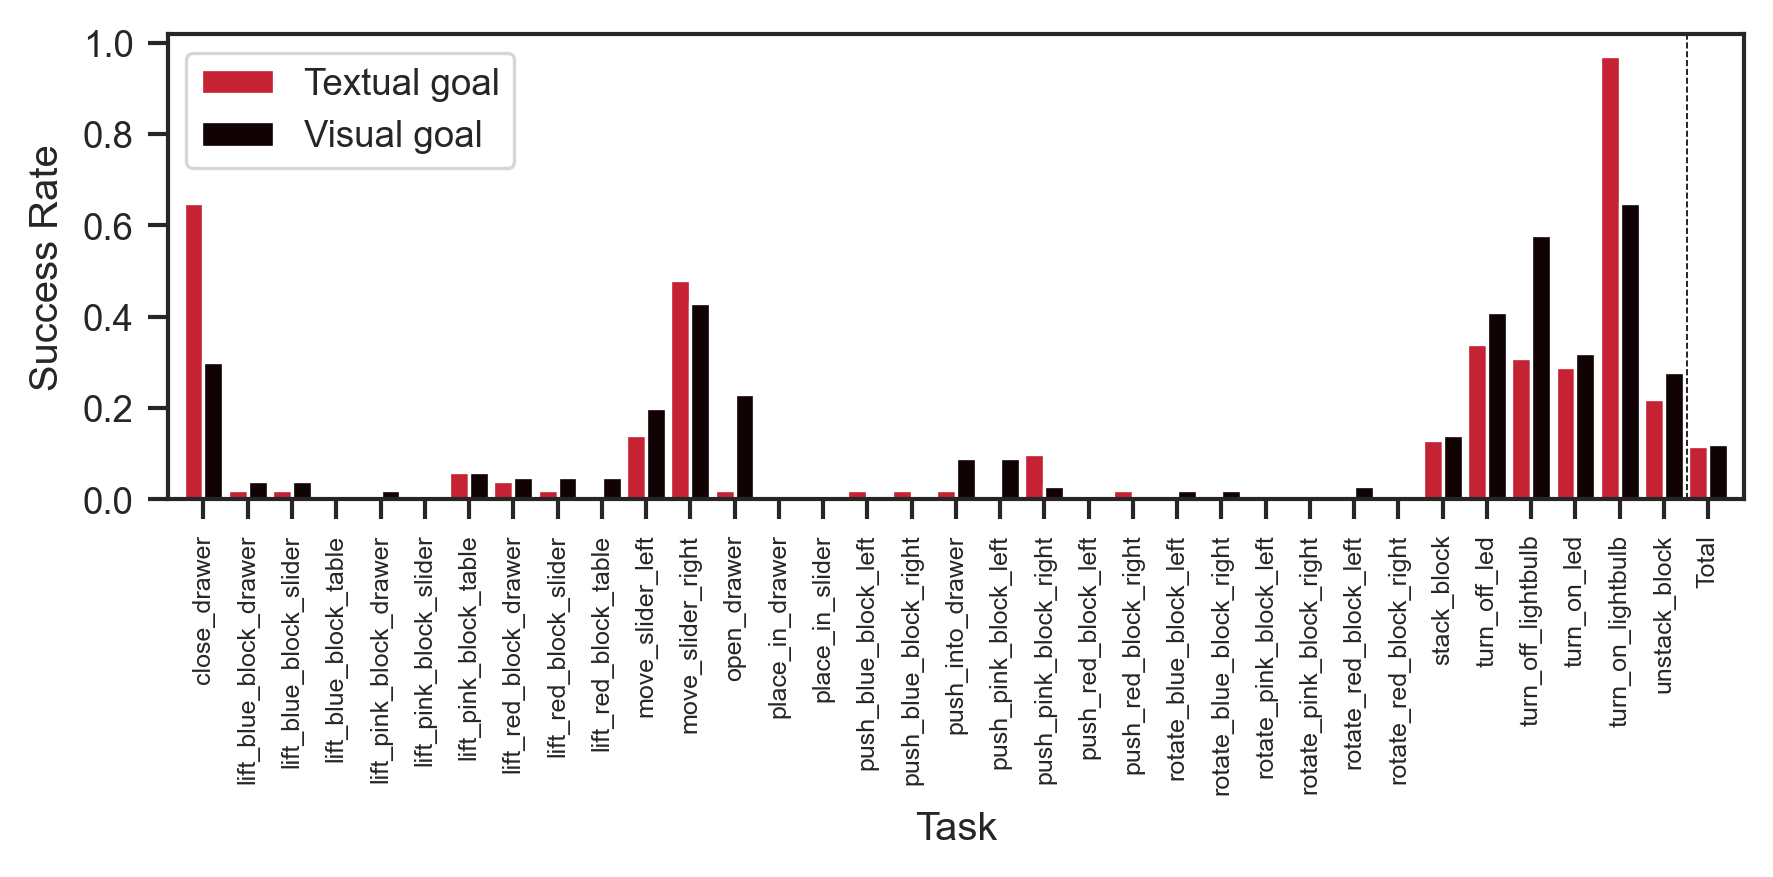 1.0
0.8
0.6
0.4
0.2
0.0
Success Rate
Textual goal
Visual goal
close_drawer
lift_blue_block_drawer
lift_blue_block_slider
lift_blue_block_table
lift_pink_block_drawer
lift_pink_block_slider
lift_pink_block_table
lift_red_block_drawer
lift_red_block_slider
lift_red_block_table
move_slider_left
move_slider_right
open_drawer
place_in_drawer
place_in_slider
push_blue_block_left
push_blue_block_right
push_into_drawer
push_pink_block_left
push_pink_block_right
push_red_block_left
push_red_block_right
rotate_blue_block_left
rotate_blue_block_right
rotate_pink_block_left
rotate_pink_block_right
rotate_red_block_left
rotate_red_block_right
stack_block
turn_off_led
turn_off_lightbulb
turn_on_led
turn_on_lightbulb
unstack_block
Total
Task